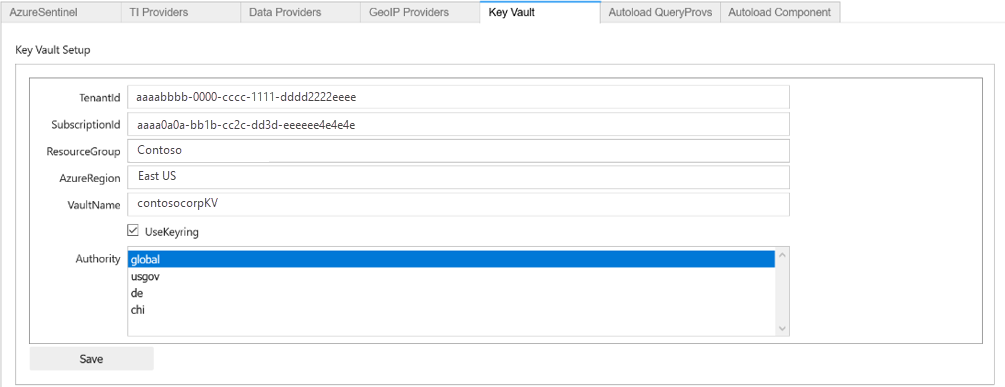 AzureSentinel TI Providers Data Providers GeoIP Providers Key Vault Autoload QueryProvs Autoload Component
Key Vault Setup
TenantId aaaabbbb-0000-cccc-1111-dddd2222eeee
SubscriptionId aaaa0a0a-bb1b-cc2c-dd3d-eeeeee4e4e4e
ResourceGroup Contoso
AzureRegion East US
VaultName contosocorpKV
UseKeyring
Authority global
usgov
de
chi
Save